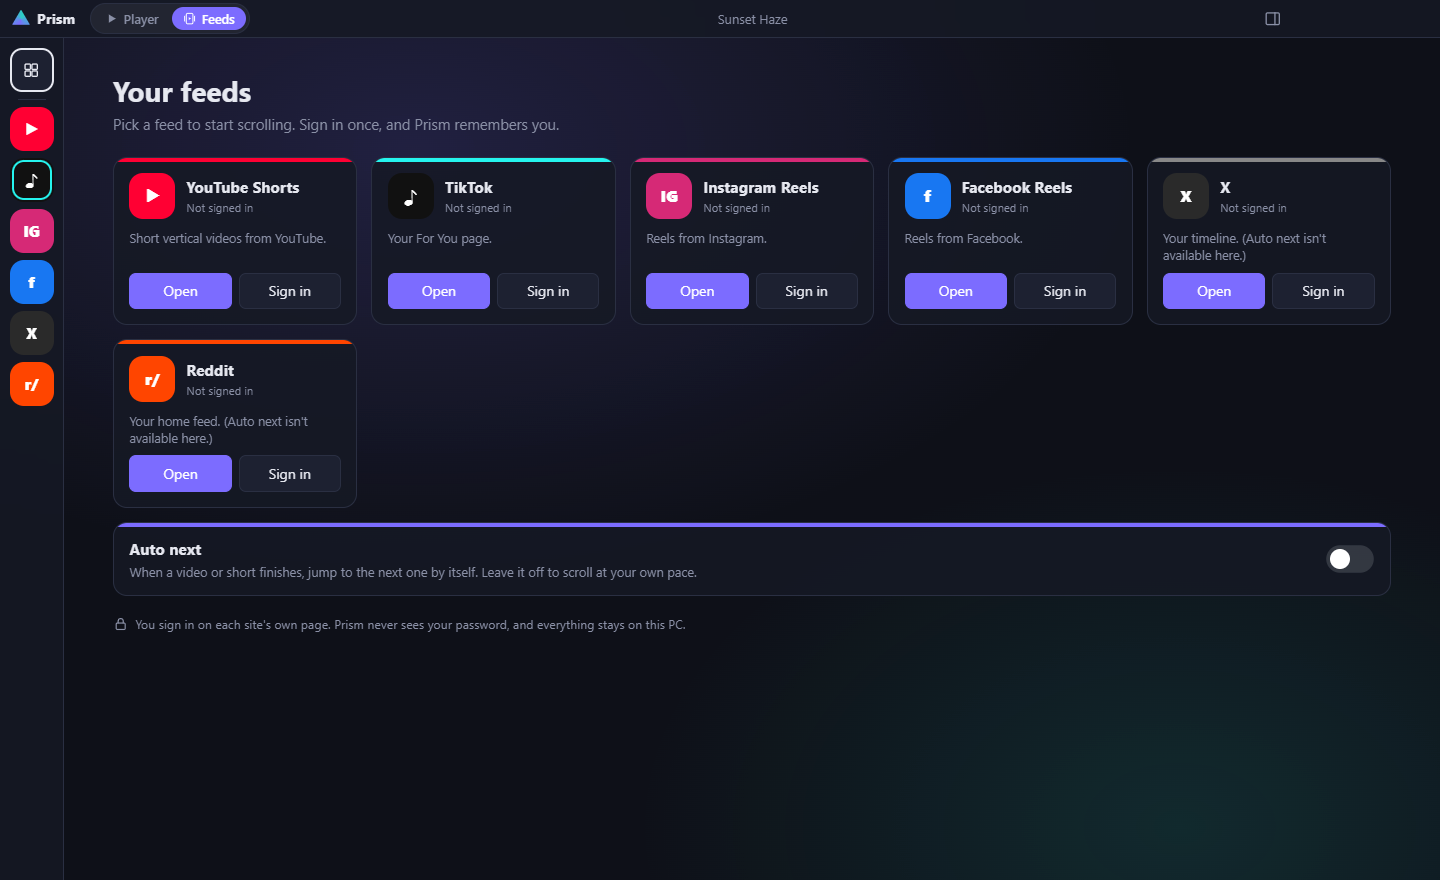 Prism
Player
Feeds
Sunset Haze
Your feeds
Pick a feed to start scrolling. Sign in once, and Prism remembers you.
YouTube Shorts
Not signed in
Short vertical videos from YouTube.
Open
Sign in
TikTok
Not signed in
Your For You page.
Open
Sign in
IG
Instagram Reels
Not signed in
Reels from Instagram.
Open
Sign in
f
Facebook Reels
Not signed in
Reels from Facebook.
Open
Sign in
X
X
Not signed in
Your timeline. (Auto next isn't
available here.)
Open
Sign in
IG
f
X
r/
r/
Reddit
Not signed in
Your home feed. (Auto next isn't
available here.)
Open
Sign in
Auto next
When a video or short finishes, jump to the next one by itself. Leave it off to scroll at your own pace.
You sign in on each site's own page. Prism never sees your password, and everything stays on this PC.